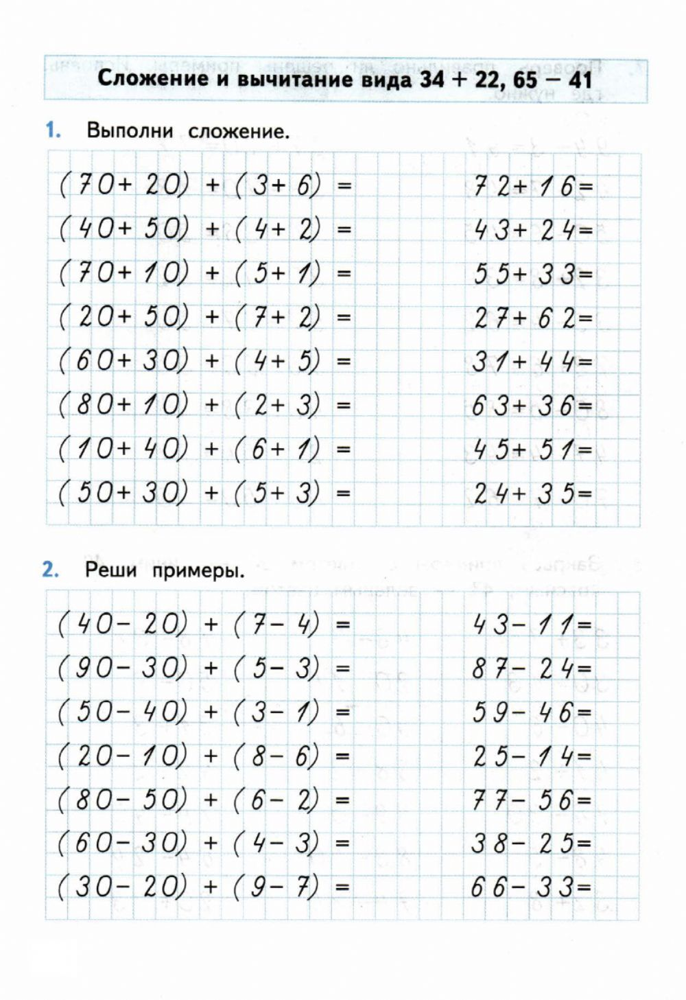 Сложение и вычитание вида 34 + 22, 65 − 41
1. Выполни сложение.
(70+ 20) + (3+ 6) = 72+16=
(40+ 50) + (4+ 2) = 43+ 24=
(70+ 10) + (5+ 1) = 55+ 33=
(20+ 50) + (7+ 2) = 27+ 62=
(60+ 30) + (4+ 5) = 31+ 44=
(80+ 10) + (2+ 3) = 63+ 36=
(10+ 40) + (6+ 1) = 45+ 51=
(50+ 30) + (5+ 3) = 24+ 35=
2. Реши примеры.
(40− 20) + (7− 4) = 43− 11=
(90− 30) + (5− 3) = 87− 24=
(50− 40) + (3− 1) = 59− 46=
(20− 10) + (8− 6) = 25− 14=
(80− 50) + (6− 2) = 77− 56=
(60− 30) + (4− 3) = 38− 25=
(30− 20) + (9− 7) = 66− 33=